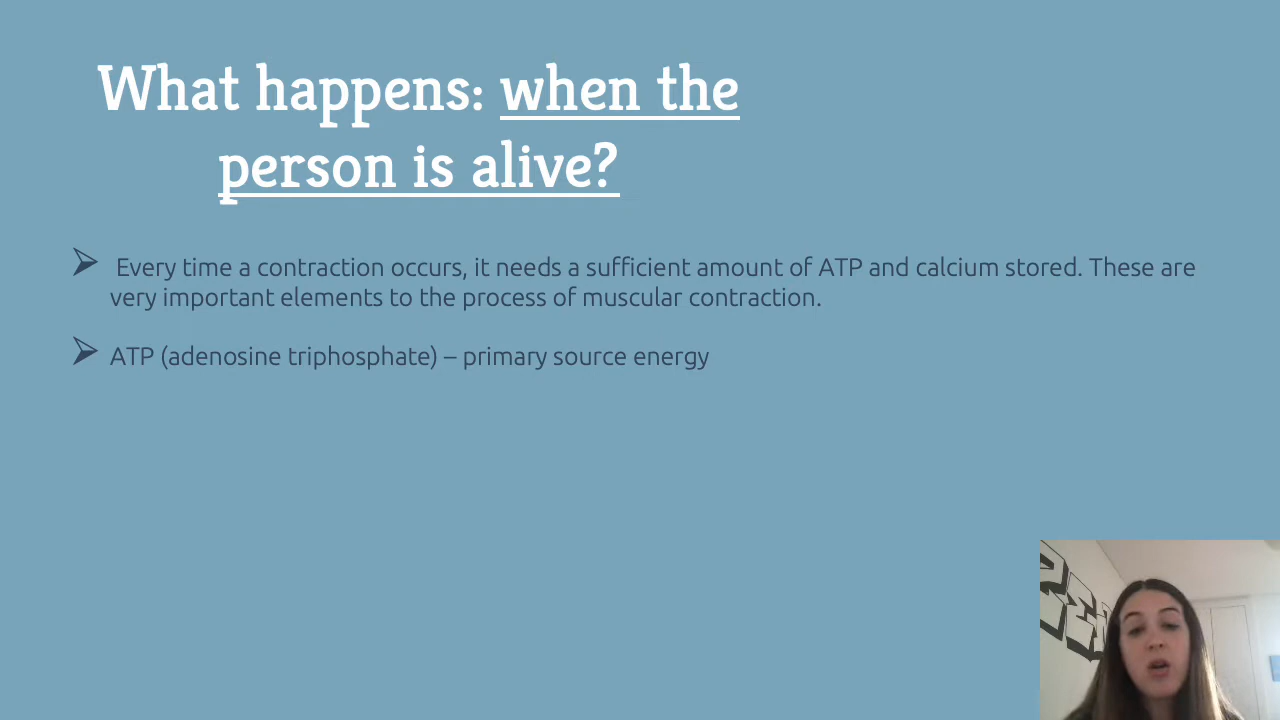 What happens: when the
person is alive?
➢ Every time a contraction occurs, it needs a sufficient amount of ATP and calcium stored. These are
very important elements to the process of muscular contraction.
➢ ATP (adenosine triphosphate) – primary source energy